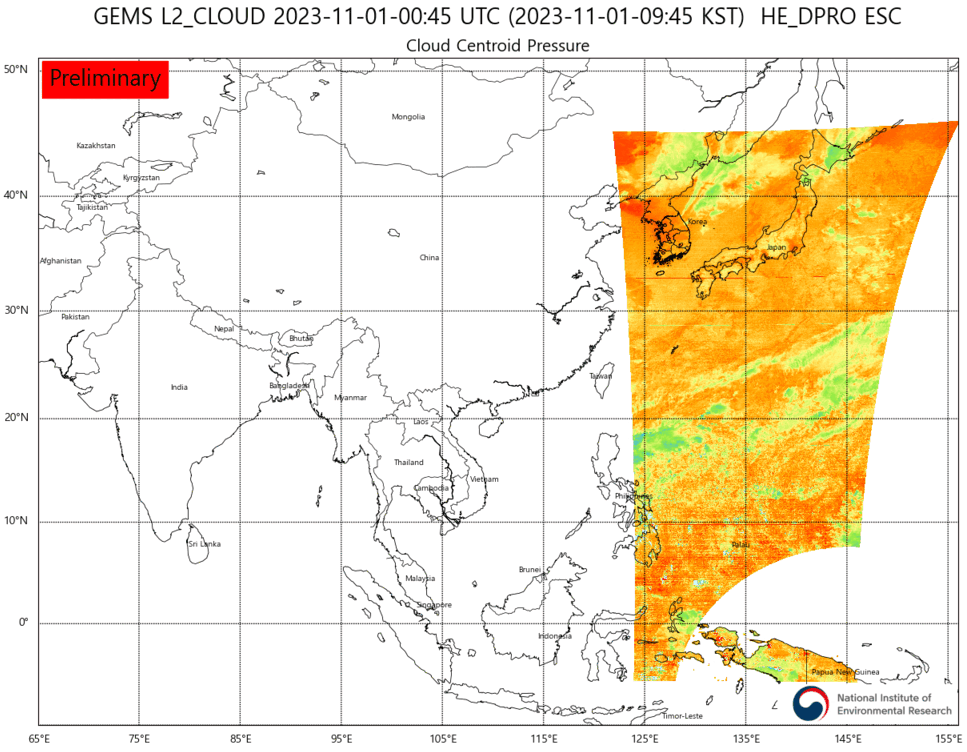 GEMS L2_CLOUD 2023-11-01-00:45 UTC (2023-11-01-09:45 KST) HE_DPRO ESC
Cloud Centroid Pressure
50°N
Preliminary
Mongolia
Kazakhstan
Kyrgyzstan
40°N
Tajikistan
Korea
Japan
Afghanistan
China
30°N
Pakistan
Nepal
Bhutan
Taiwan
India
Bangladesh
Myanmar
20°N
Laos
Thailand
Vietnam
Cambodia
Philippines
10°N
Sri Lanka
Palau
Brunei
Malaysia
Singapore
0°
Indonesia
Papua New Guinea
National Institute of
Environmental Research
Timor-Leste
65°E 75°E 85°E 95°E 105°E 115°E 125°E 135°E 145°E 155°E